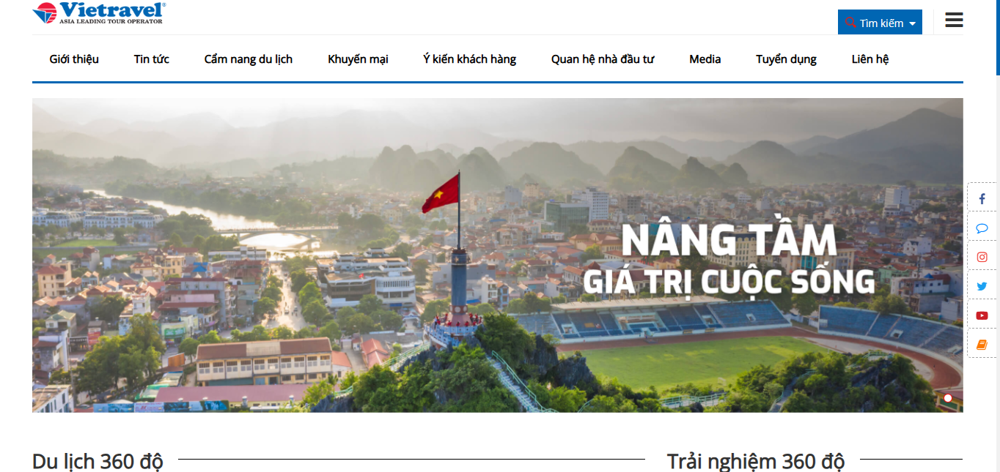 Vietravel®
ASIA LEADING TOUR OPERATOR
Tìm kiếm
Giới thiệu
Tin tức
Cẩm nang du lịch
Khuyến mại
Ý kiến khách hàng
Quan hệ nhà đầu tư
Media
Tuyển dụng
Liên hệ
NÂNG TẦM
GIÁ TRỊ CUỘC SỐNG
Du lịch 360 độ
Trải nghiệm 360 độ